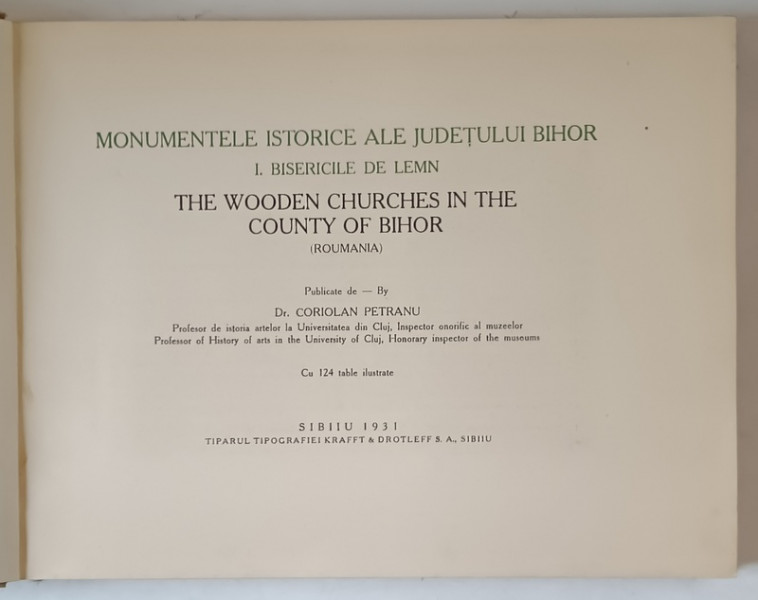 MONUMENTELE ISTORICE ALE JUDEȚULUI BIHOR
I. BISERICILE DE LEMN
THE WOODEN CHURCHES IN THE
COUNTY OF BIHOR
(ROUMANIA)
Publicate de — By
Dr. CORIOLAN PETRANU
Profesor de istoria artelor la Universitatea din Cluj, Inspector onorific al muzeelor
Professor of History of arts in the University of Cluj, Honorary inspector of the museums
Cu 124 table ilustrate
SIBIIU 1931
TIPARUL TIPOGRAFIEI KRAFFT & DROTLEFF S. A., SIBIIU